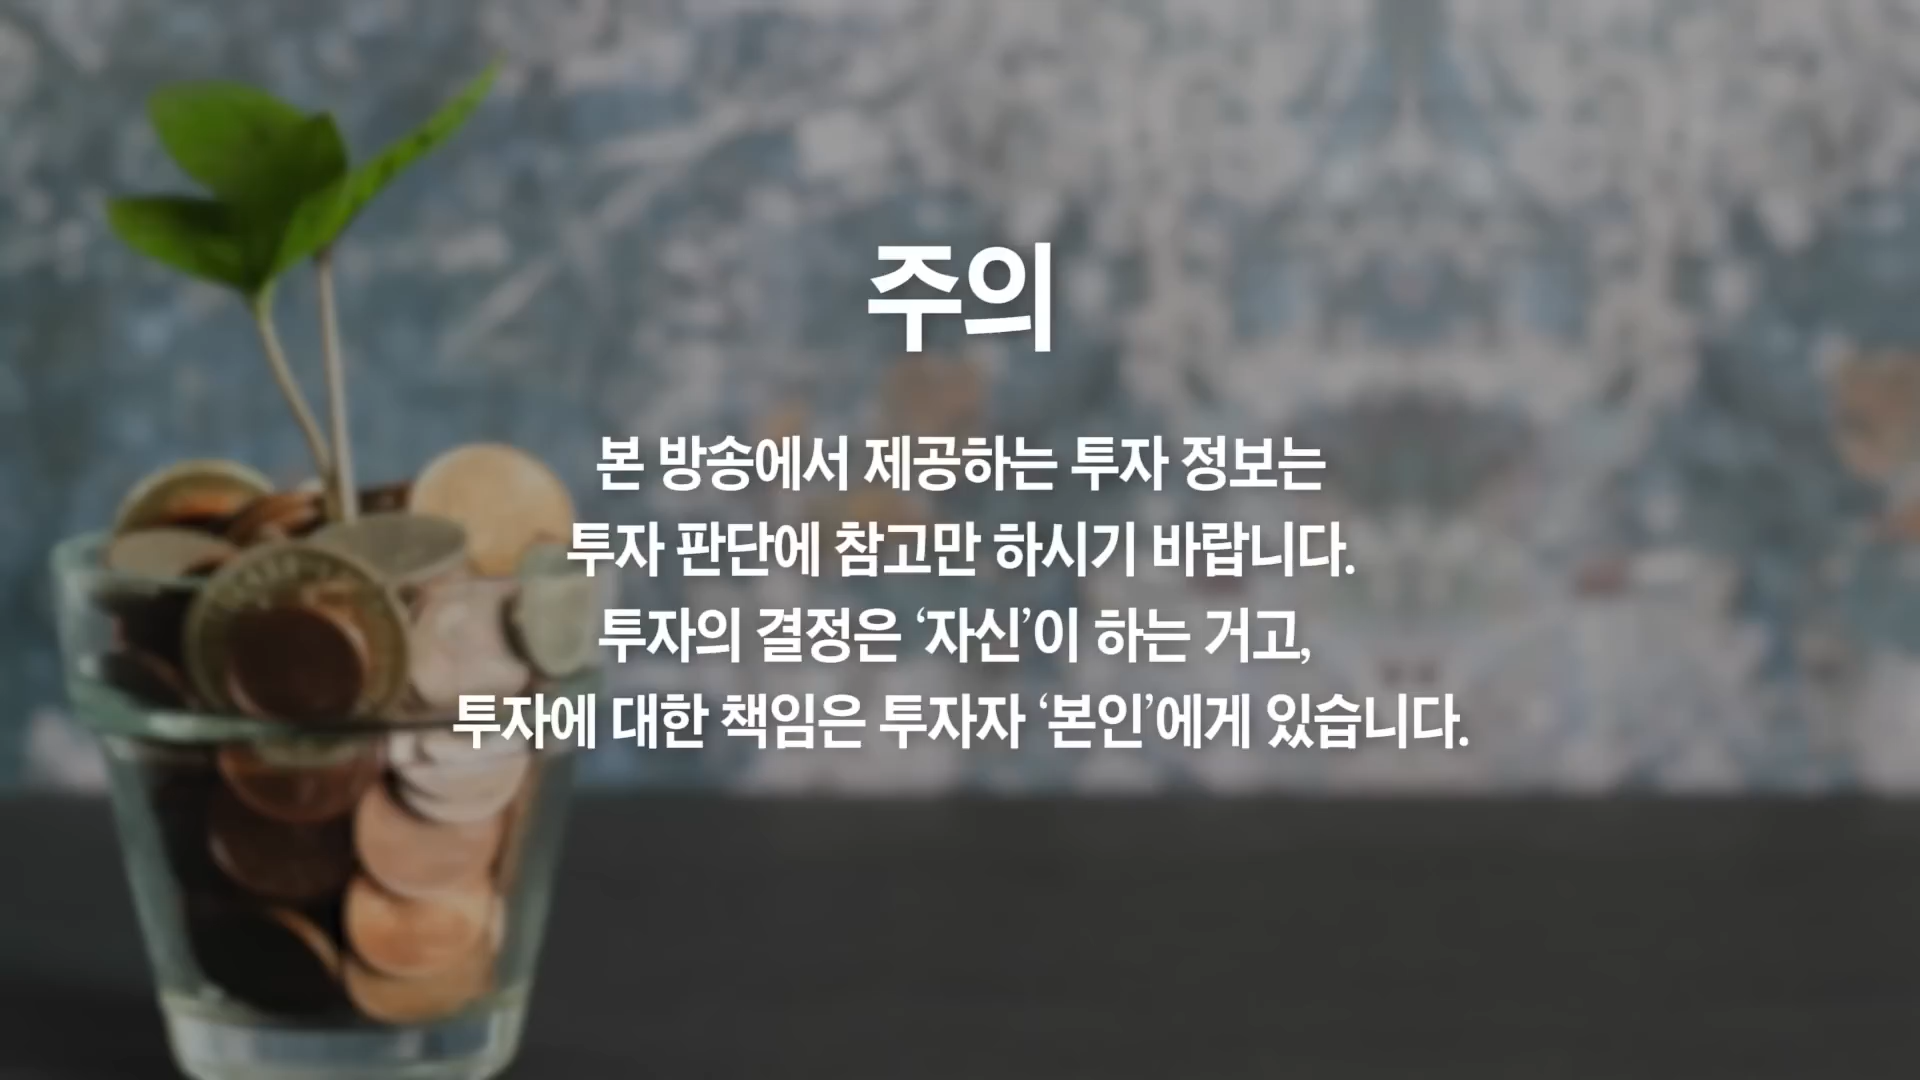 주의
본 방송에서 제공하는 투자 정보는
투자 판단에 참고만 하시기 바랍니다.
투자의 결정은 ‘자신’이 하는 거고,
투자에 대한 책임은 투자자 ‘본인’에게 있습니다.